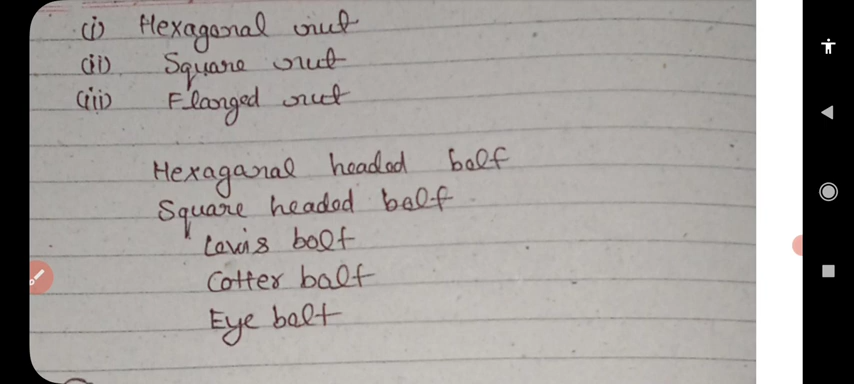 (i) Hexagonal nut
(ii) Square nut
(iii) Flanged nut
Hexagonal headed bolt
Square headed bolt
Lewis bolt
Cotter bolt
Eye bolt